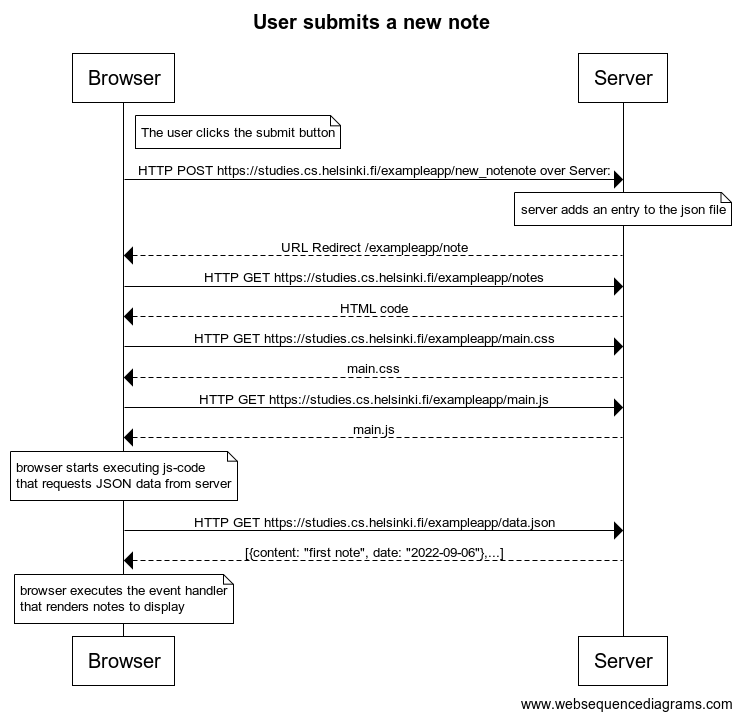 User submits a new note
Browser
Server
The user clicks the submit button
HTTP POST https://studies.cs.helsinki.fi/exampleapp/new_notenote over Server:
server adds an entry to the json file
URL Redirect /exampleapp/note
HTTP GET https://studies.cs.helsinki.fi/exampleapp/notes
HTML code
HTTP GET https://studies.cs.helsinki.fi/exampleapp/main.css
main.css
HTTP GET https://studies.cs.helsinki.fi/exampleapp/main.js
main.js
browser starts executing js-code
that requests JSON data from server
HTTP GET https://studies.cs.helsinki.fi/exampleapp/data.json
[{content: "first note", date: "2022-09-06"},...]
browser executes the event handler
that renders notes to display
Browser
Server
www.websequencediagrams.com